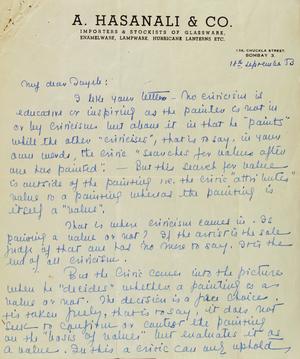 A. HASANALI & CO.
IMPORTERS & STOCKISTS OF GLASSWARE,
ENAMELWARE, LAMPWARE, HURRICANE LANTERNS ETC.
126, CHUCKLA STREET,
BOMBAY 3
18th September 53
My dear
I like your letter – No criticism is
educative or inspiring as the painter is not in
or by criticism but above it in that he "paints"
while the other "criticises", that is to say, in your
own words, the critic "searches for values after
one has painted" – But this search for value
is outside of the painting i.e. the critic "attributes"
value to a painting whereas the painting is
itself a "value".
That is where criticism comes in. Is
painting a value or not? If the artist is the sole
judge of that one has no more to say. It is the
end of all criticism.
But the critic comes into the picture
when he "decides" whether a painting is a
value or not. The decision is a free choice.
It is taken freely, that is to say, it does not
seek to confirm or contest the painting
on the "basis of values" but evaluates it as
a value. In this a critic can only uphold